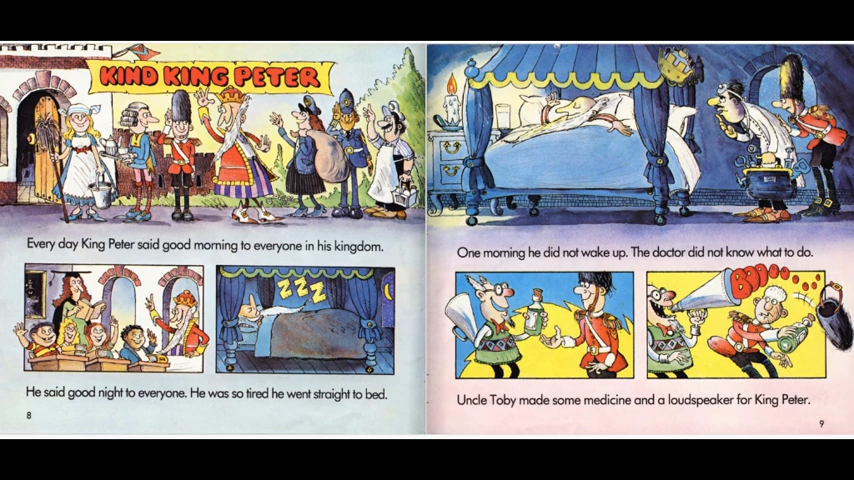 KIND KING PETER
Every day King Peter said good morning to everyone in his kingdom.
ZZZ
He said good night to everyone. He was so tired he went straight to bed.
8
One morning he did not wake up. The doctor did not know what to do.
Uncle Toby made some medicine and a loudspeaker for King Peter.
9